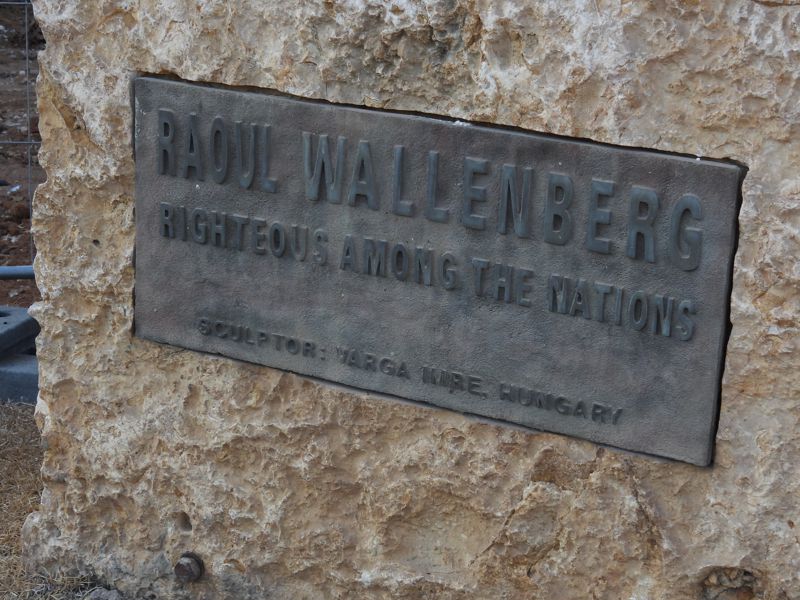 RAOUL WALLENBERG
RIGHTEOUS AMONG THE NATIONS
SCULPTOR: VARGA IMRE, HUNGARY